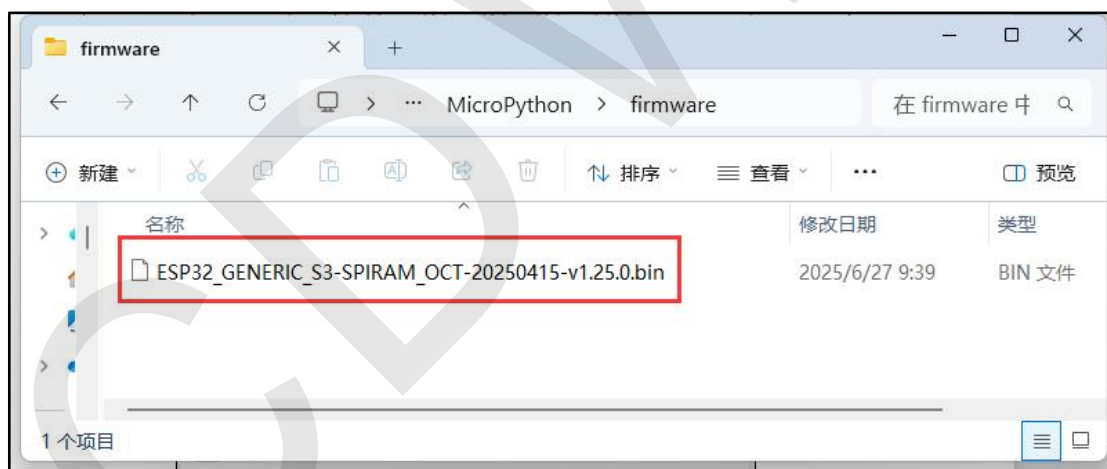 firmware
MicroPython > firmware
在 firmware 中
新建
排序
查看
...
预览
名称
修改日期
类型
ESP32_GENERIC_S3-SPIRAM_OCT-20250415-v1.25.0.bin
2025/6/27 9:39
BIN 文件
1 个项目